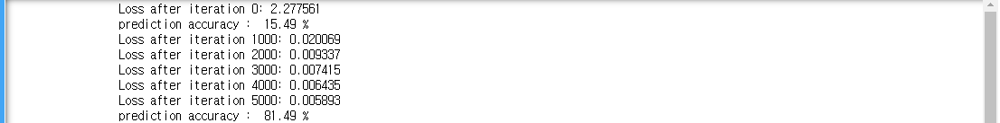 Loss after iteration 0: 2.277561
prediction accuracy :  15.49 %
Loss after iteration 1000: 0.020069
Loss after iteration 2000: 0.009337
Loss after iteration 3000: 0.007415
Loss after iteration 4000: 0.006435
Loss after iteration 5000: 0.005893
prediction accuracy :  81.49 %